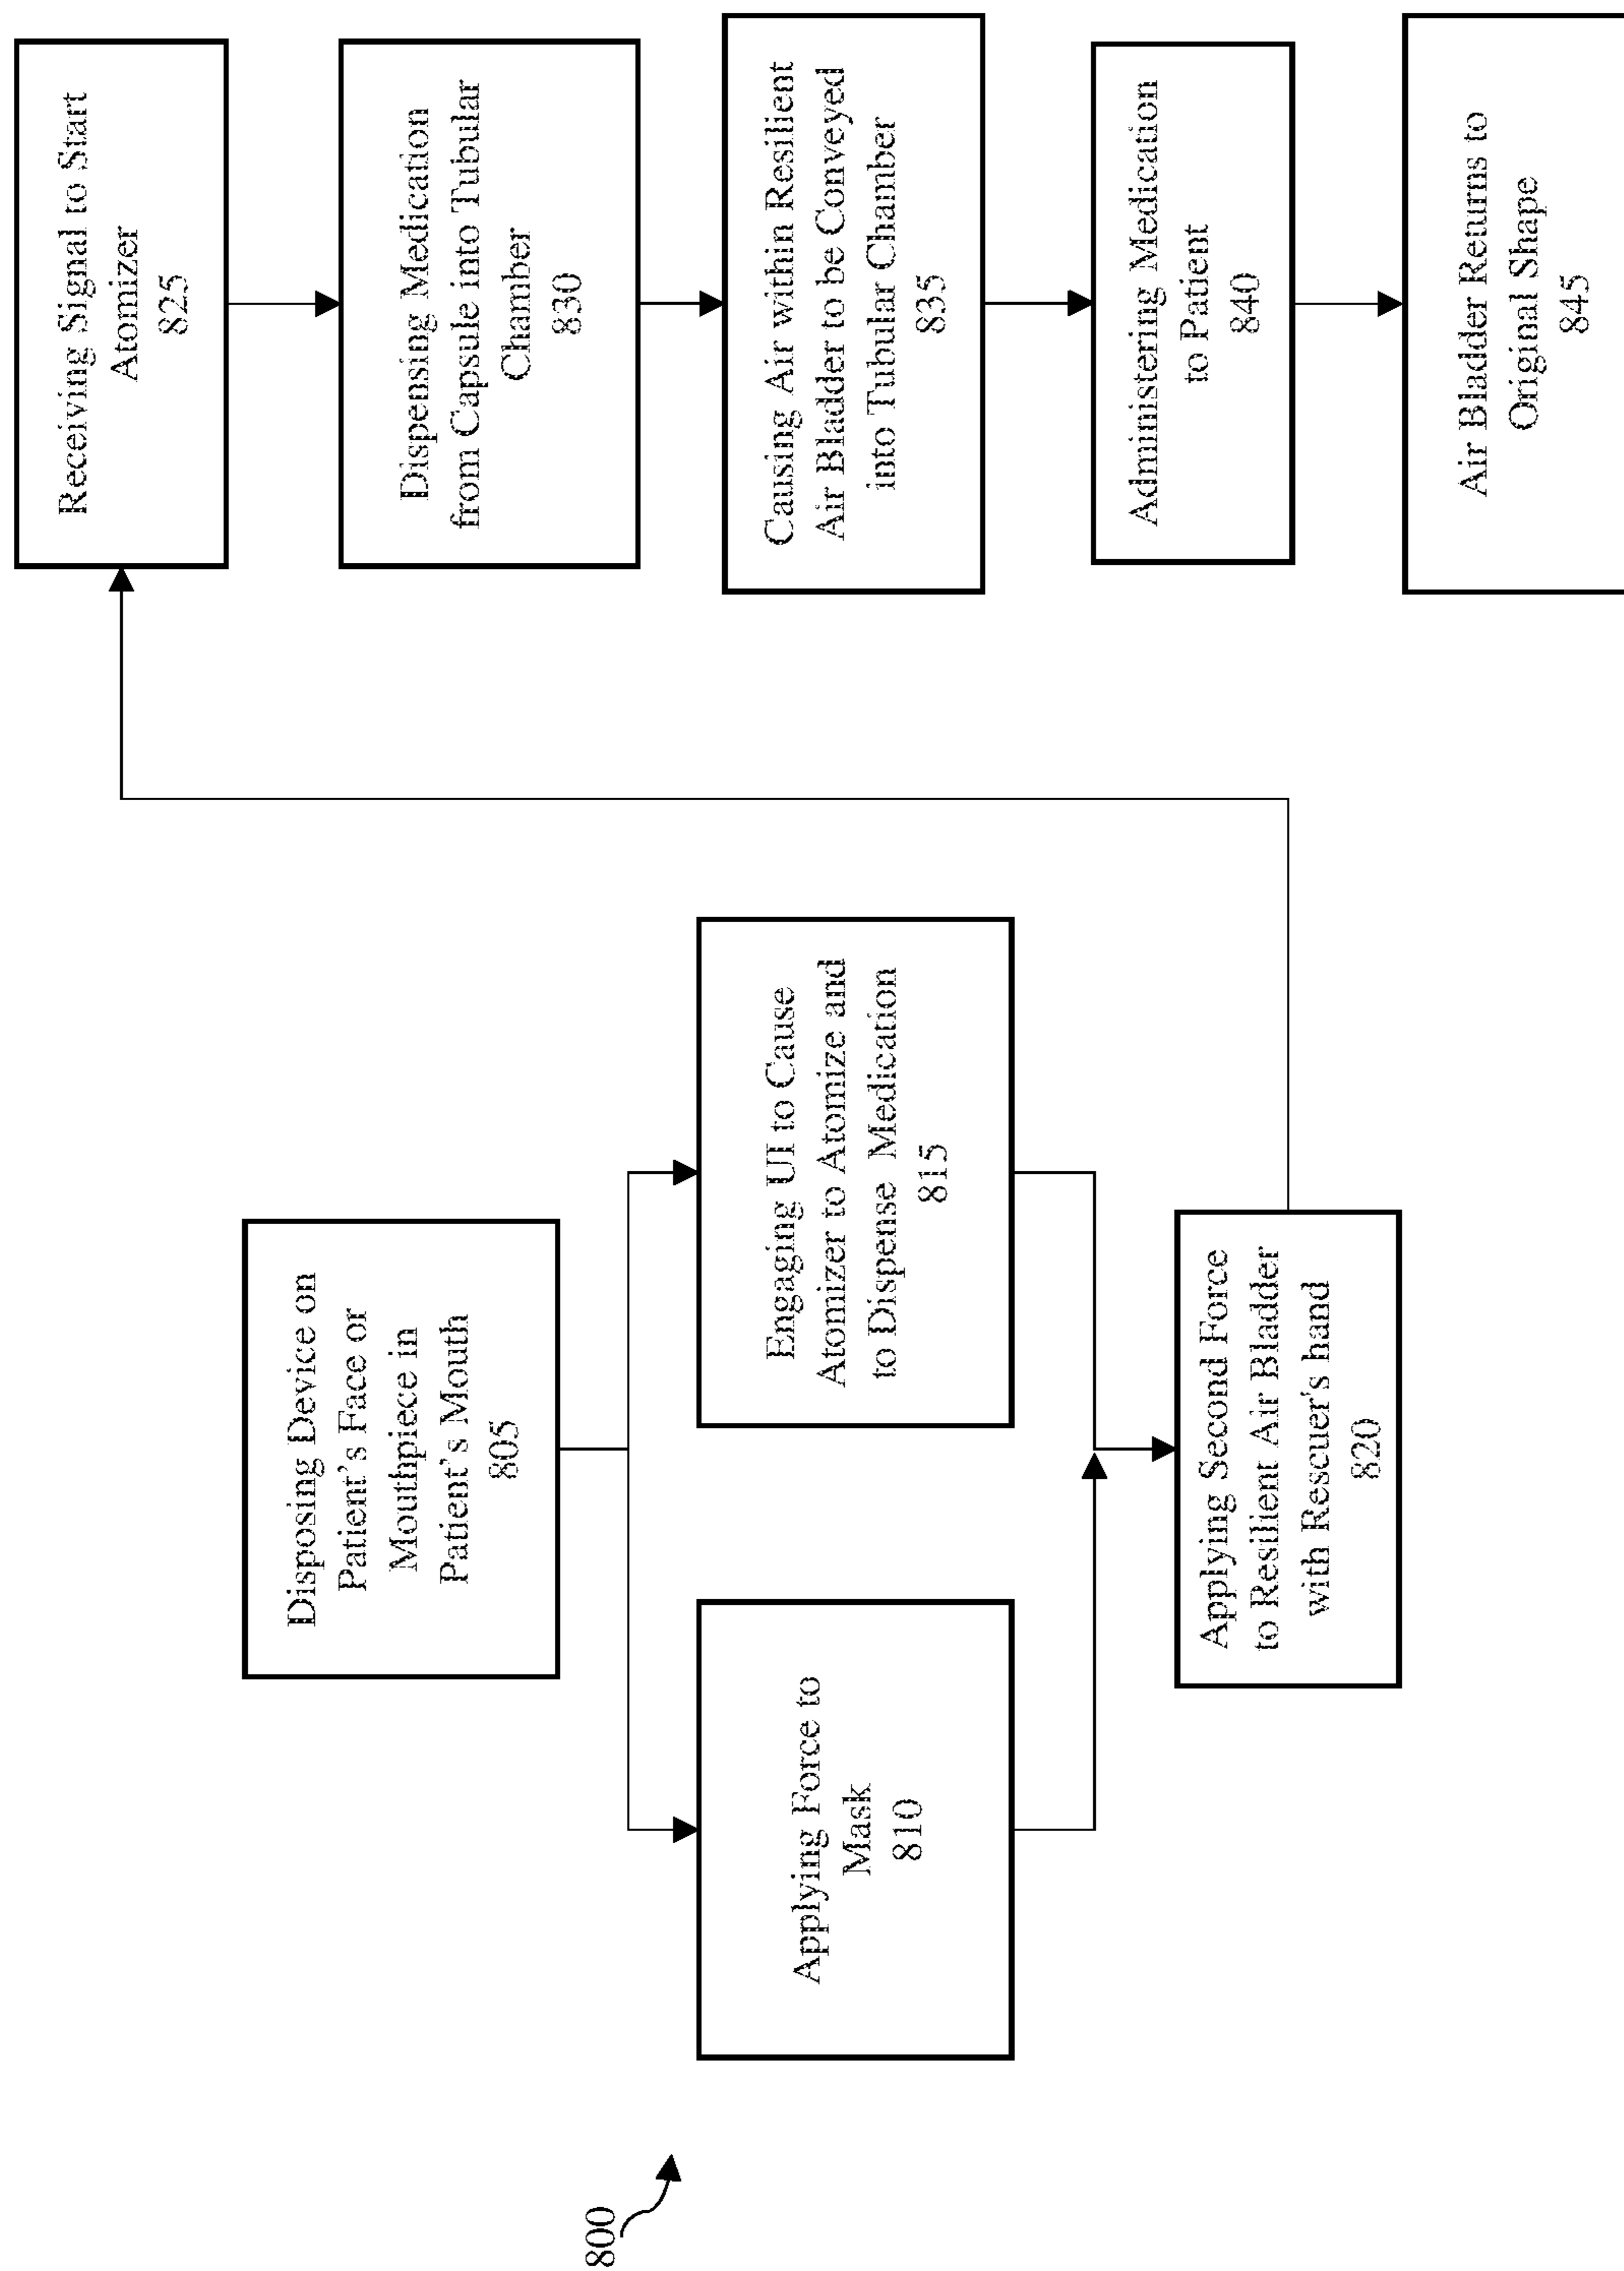 800
Disposing Device on
Patient's Face or
Mouthpiece in
Patient's Mouth
805
Applying Force to
Mask
810
Engaging UI to Cause
Atomizer to Atomize and
to Dispense Medication
815
Applying Second Force
to Resilient Air Bladder
with Rescuer's hand
820
Receiving Signal to Start
Atomizer
825
Dispensing Medication
from Capsule into Tubular
Chamber
830
Causing Air within Resilient
Air Bladder to be Conveyed
into Tubular Chamber
835
Administering Medication
to Patient
840
Air Bladder Returns to
Original Shape
845